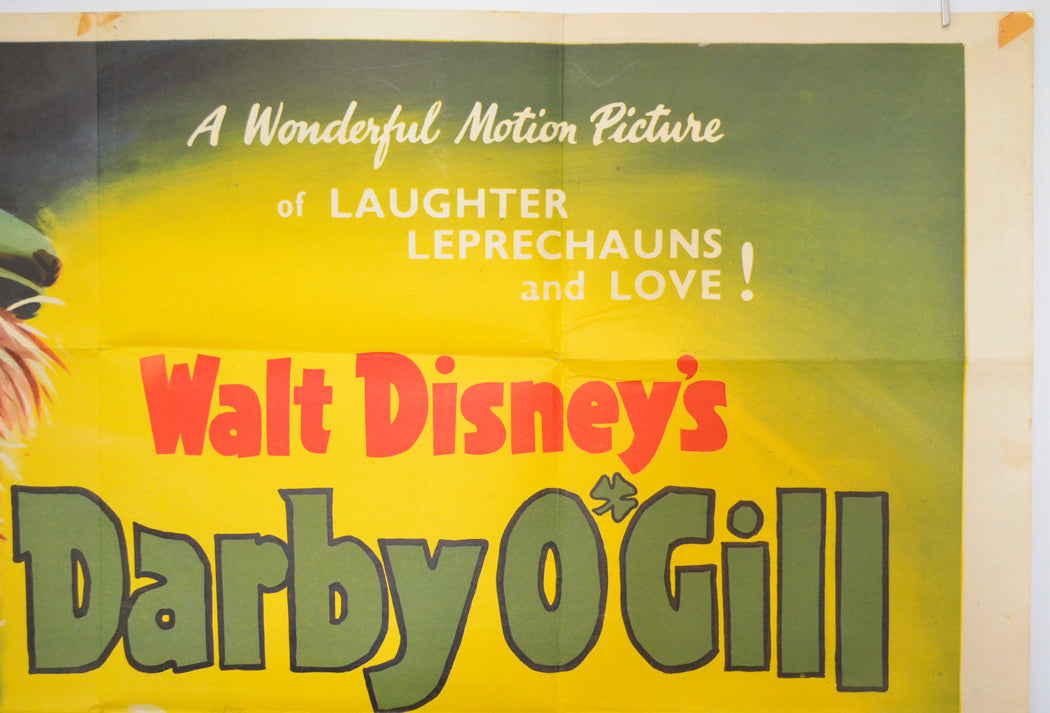 A Wonderful Motion Picture
of LAUGHTER
LEPRECHAUNS
and LOVE!
Walt Disney's
Darby O'Gill